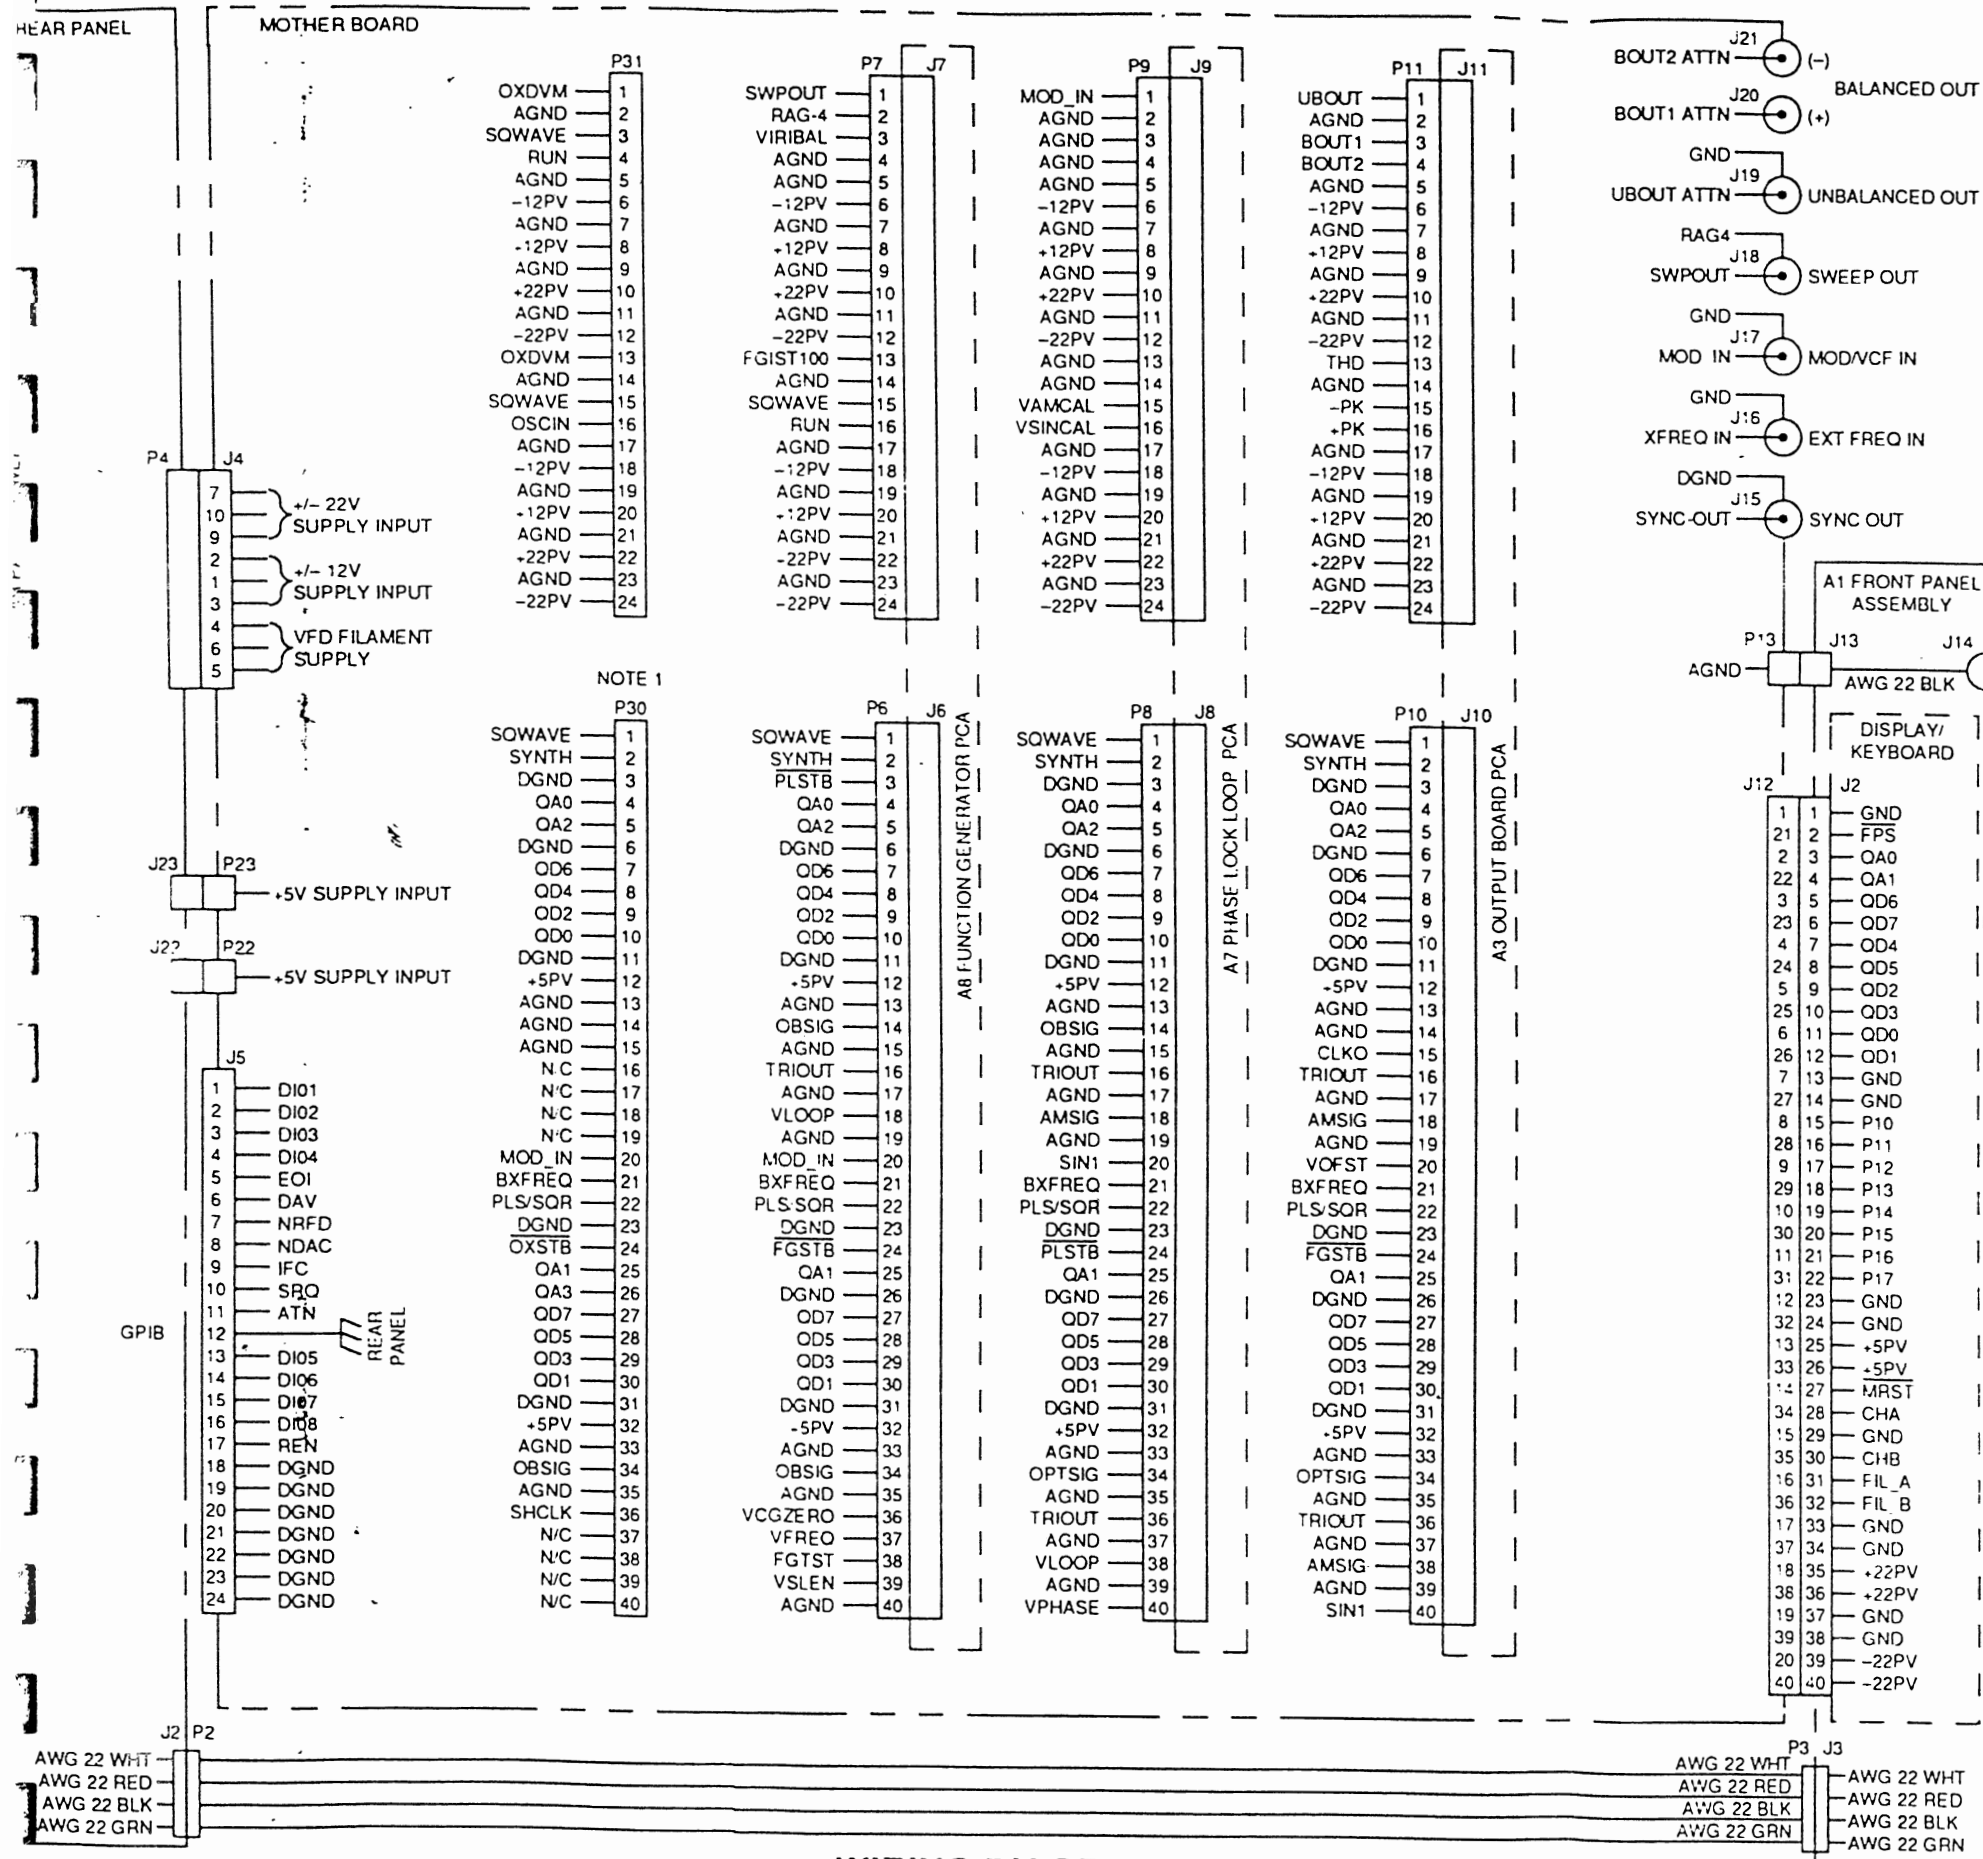 REAR PANEL
MOTHER BOARD
P31
OXDVM 1
AGND 2
SQWAVE 3
RUN 4
AGND 5
-12PV 6
AGND 7
+12PV 8
AGND 9
+22PV 10
AGND 11
-22PV 12
OXDVM 13
AGND 14
SQWAVE 15
OSCIN 16
AGND 17
-12PV 18
AGND 19
+12PV 20
AGND 21
+22PV 22
AGND 23
-22PV 24
P7 J7
SWPOUT 1
RAG-4 2
VIRIBAL 3
AGND 4
AGND 5
-12PV 6
AGND 7
+12PV 8
AGND 9
+22PV 10
AGND 11
-22PV 12
FGIST100 13
AGND 14
SQWAVE 15
RUN 16
AGND 17
-12PV 18
AGND 19
+12PV 20
AGND 21
-22PV 22
AGND 23
-22PV 24
P9 J9
MOD_IN 1
AGND 2
AGND 3
AGND 4
AGND 5
-12PV 6
AGND 7
+12PV 8
AGND 9
+22PV 10
AGND 11
-22PV 12
AGND 13
AGND 14
VAMCAL 15
VSINCAL 16
AGND 17
-12PV 18
AGND 19
+12PV 20
AGND 21
+22PV 22
AGND 23
-22PV 24
P11 J11
UBOUT 1
AGND 2
BOUT1 3
BOUT2 4
AGND 5
-12PV 6
AGND 7
+12PV 8
AGND 9
+22PV 10
AGND 11
-22PV 12
THD 13
AGND 14
-PK 15
+PK 16
AGND 17
-12PV 18
AGND 19
+12PV 20
AGND 21
+22PV 22
AGND 23
-22PV 24
J21
BOUT2 ATTN (-)
BALANCED OUT
J20
BOUT1 ATTN (+)
GND
J19
UBOUT ATTN UNBALANCED OUT
RAG4
J18
SWPOUT SWEEP OUT
GND
J17
MOD IN MOD/VCF IN
GND
J16
XFREQ IN EXT FREQ IN
DGND
J15
SYNC-OUT SYNC OUT
A1 FRONT PANEL
ASSEMBLY
P13 J13 J14
AGND
AWG 22 BLK
P4 J4
7
10
9
+/- 22V
SUPPLY INPUT
2
1
3
+/- 12V
SUPPLY INPUT
4
6
5
VFD FILAMENT
SUPPLY
J23 P23
+5V SUPPLY INPUT
J22 P22
+5V SUPPLY INPUT
J5
1 DI01
2 DI02
3 DI03
4 DI04
5 EOI
6 DAV
7 NRFD
8 NDAC
9 IFC
10 SRQ
11 ATN
GPIB
12
REAR
PANEL
13 DI05
14 DI06
15 DI07
16 DI08
17 REN
18 DGND
19 DGND
20 DGND
21 DGND
22 DGND
23 DGND
24 DGND
NOTE 1
P30
SQWAVE 1
SYNTH 2
DGND 3
QA0 4
QA2 5
DGND 6
QD6 7
QD4 8
QD2 9
QD0 10
DGND 11
+5PV 12
AGND 13
AGND 14
AGND 15
N.C 16
N/C 17
N/C 18
N/C 19
MOD_IN 20
BXFREQ 21
PLS/SQR 22
DGND 23
OXSTB 24
QA1 25
QA3 26
QD7 27
QD5 28
QD3 29
QD1 30
DGND 31
+5PV 32
AGND 33
OBSIG 34
AGND 35
SHCLK 36
N/C 37
N/C 38
N/C 39
N/C 40
P6 J6
SQWAVE 1
SYNTH 2
PLSTB 3
QA0 4
QA2 5
DGND 6
QD6 7
QD4 8
QD2 9
QD0 10
DGND 11
+5PV 12
AGND 13
OBSIG 14
AGND 15
TRIOUT 16
AGND 17
VLOOP 18
AGND 19
MOD_IN 20
BXFREQ 21
PLS/SQR 22
DGND 23
FGSTB 24
QA1 25
DGND 26
QD7 27
QD5 28
QD3 29
QD1 30
DGND 31
-5PV 32
AGND 33
OBSIG 34
AGND 35
VCGZERO 36
VFREQ 37
FGTST 38
VSLEN 39
AGND 40
A8 FUNCTION GENERATOR PCA
P8 J8
SQWAVE 1
SYNTH 2
DGND 3
QA0 4
QA2 5
DGND 6
QD6 7
QD4 8
QD2 9
QD0 10
DGND 11
+5PV 12
AGND 13
OBSIG 14
AGND 15
TRIOUT 16
AGND 17
AMSIG 18
AGND 19
SIN1 20
BXFREQ 21
PLS/SQR 22
DGND 23
PLSTB 24
QA1 25
DGND 26
QD7 27
QD5 28
QD3 29
QD1 30
DGND 31
+5PV 32
AGND 33
OPTSIG 34
AGND 35
TRIOUT 36
AGND 37
VLOOP 38
AGND 39
VPHASE 40
A7 PHASE LOCK LOOP PCA
P10 J10
SQWAVE 1
SYNTH 2
DGND 3
QA0 4
QA2 5
DGND 6
QD6 7
QD4 8
QD2 9
QD0 10
DGND 11
+5PV 12
AGND 13
AGND 14
CLKO 15
TRIOUT 16
AGND 17
AMSIG 18
AGND 19
VOFST 20
BXFREQ 21
PLS/SQR 22
DGND 23
FGSTB 24
QA1 25
DGND 26
QD7 27
QD5 28
QD3 29
QD1 30
DGND 31
+5PV 32
AGND 33
OPTSIG 34
AGND 35
TRIOUT 36
AGND 37
AMSIG 38
AGND 39
SIN1 40
A3 OUTPUT BOARD PCA
DISPLAY/
KEYBOARD
J12 J2
1 1 GND
21 2 FPS
2 3 QA0
22 4 QA1
3 5 QD6
23 6 QD7
4 7 QD4
24 8 QD5
5 9 QD2
25 10 QD3
6 11 QD0
26 12 QD1
7 13 GND
27 14 GND
8 15 P10
28 16 P11
9 17 P12
29 18 P13
10 19 P14
30 20 P15
11 21 P16
31 22 P17
12 23 GND
32 24 GND
13 25 +5PV
33 26 +5PV
14 27 MRST
34 28 CHA
15 29 GND
35 30 CHB
16 31 FIL_A
36 32 FIL_B
17 33 GND
37 34 GND
18 35 +22PV
38 36 +22PV
19 37 GND
39 38 GND
20 39 -22PV
40 40 -22PV
J2 P2
AWG 22 WHT
AWG 22 RED
AWG 22 BLK
AWG 22 GRN
P3 J3
AWG 22 WHT AWG 22 WHT
AWG 22 RED AWG 22 RED
AWG 22 BLK AWG 22 BLK
AWG 22 GRN AWG 22 GRN